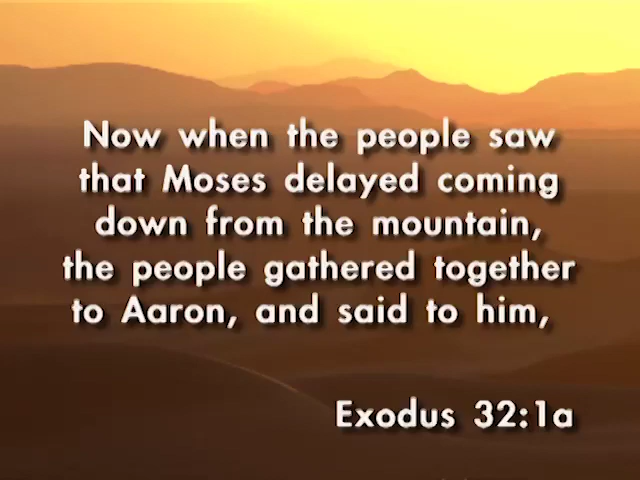 Now when the people saw
that Moses delayed coming
down from the mountain,
the people gathered together
to Aaron, and said to him,
Exodus 32:1a